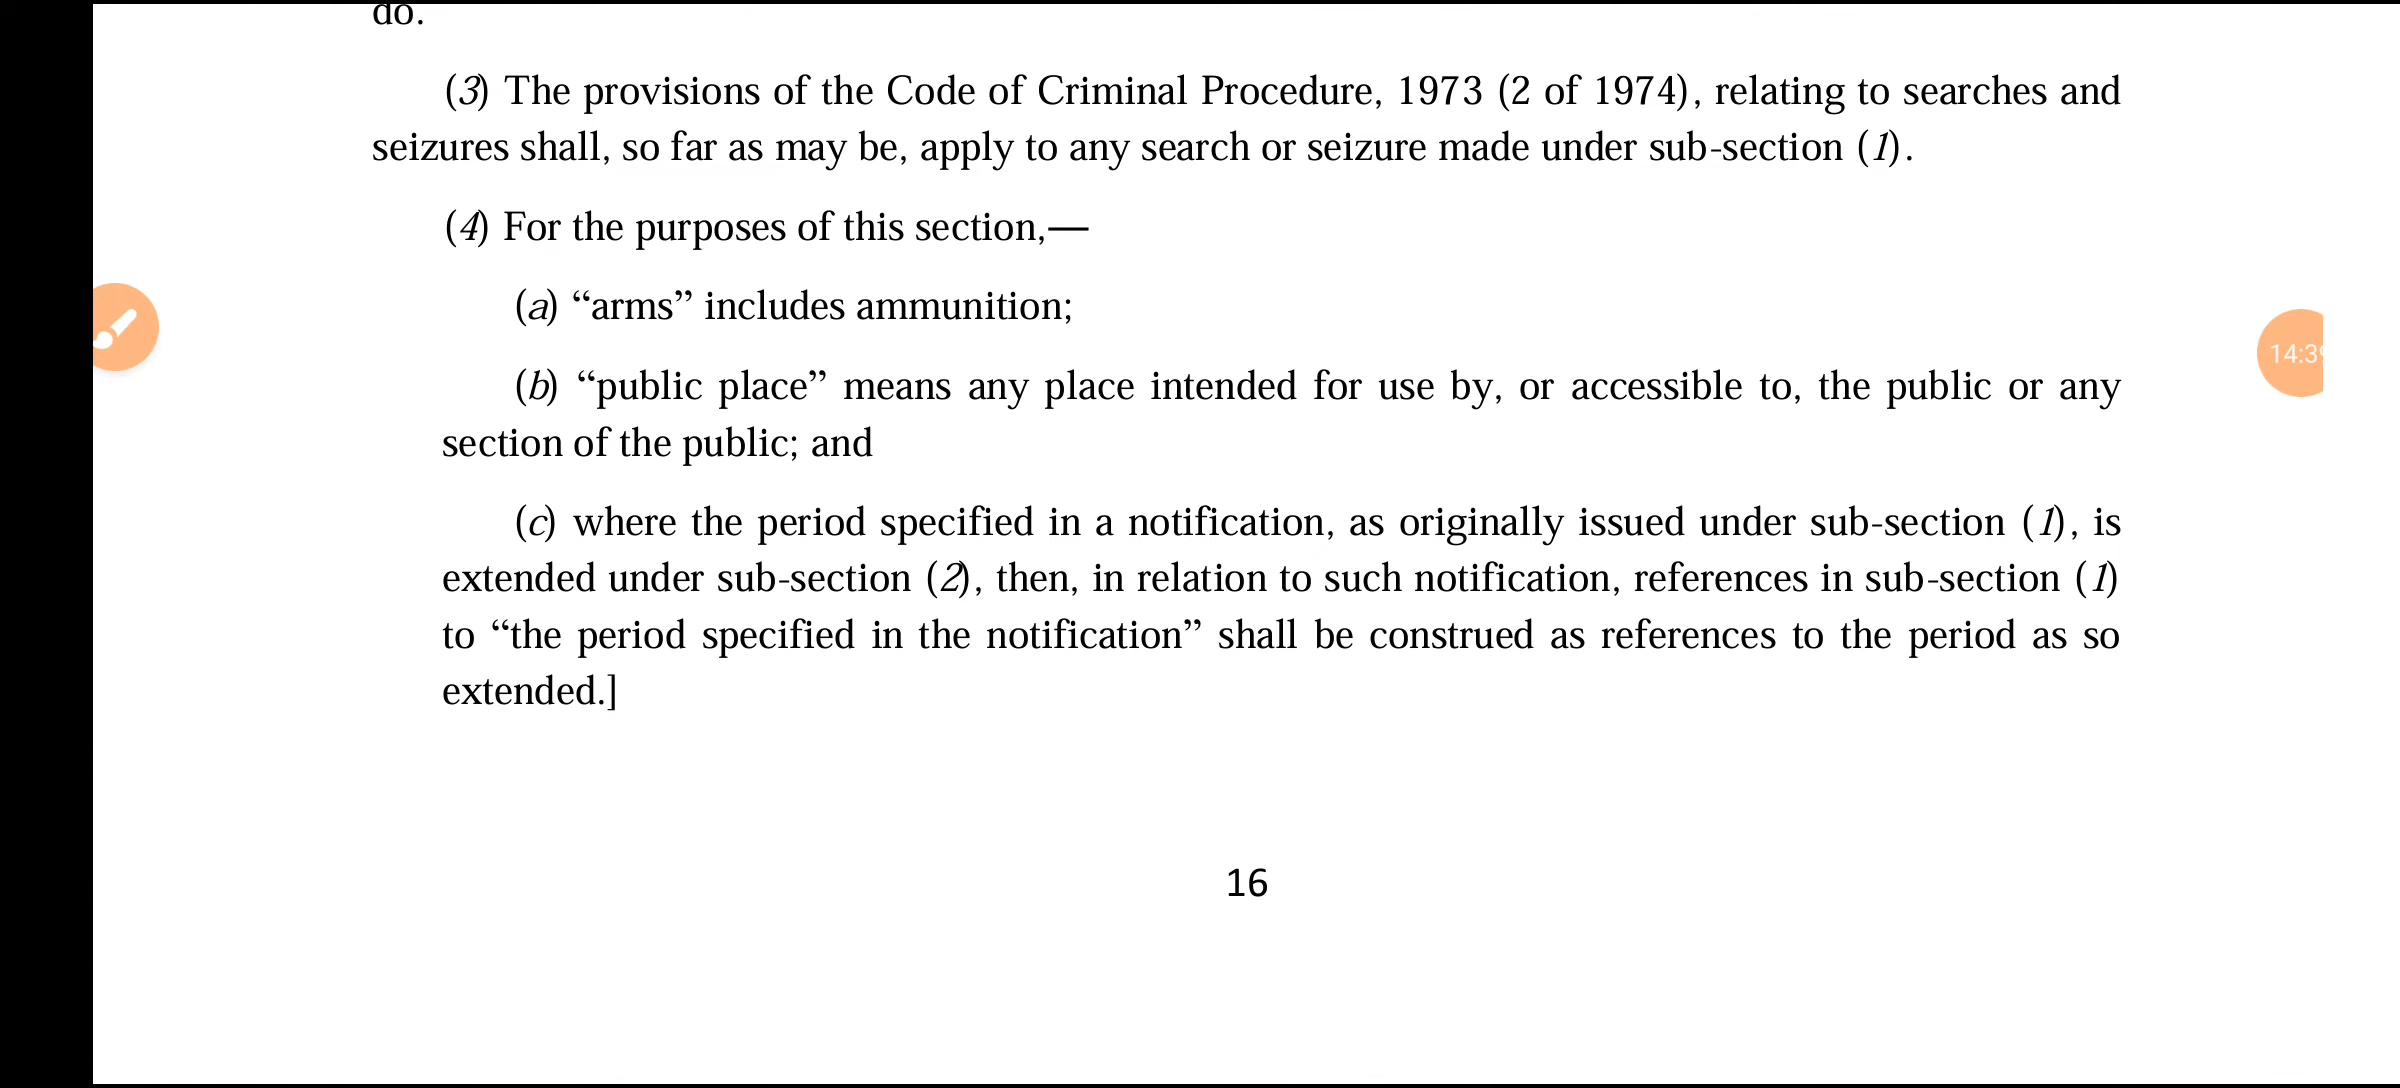 do.
(3) The provisions of the Code of Criminal Procedure, 1973 (2 of 1974), relating to searches and
seizures shall, so far as may be, apply to any search or seizure made under sub-section (1).
(4) For the purposes of this section,—
(a) “arms” includes ammunition;
(b) “public place” means any place intended for use by, or accessible to, the public or any
section of the public; and
(c) where the period specified in a notification, as originally issued under sub-section (1), is
extended under sub-section (2), then, in relation to such notification, references in sub-section (1)
to “the period specified in the notification” shall be construed as references to the period as so
extended.]
16